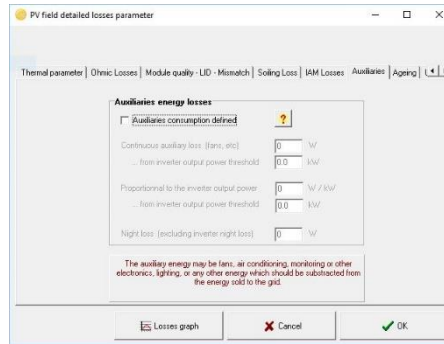 PV field detailed losses parameter
Thermal parameter | Ohmic Losses | Module quality - LID - Mismatch | Soiling Loss | IAM Losses | Auxiliaries | Ageing
Auxiliaries energy losses
Auxiliaries consumption defined ?
Continuous auxiliary loss (fans, etc) 0 W
... from inverter output power threshold 0.0 kW
Proportionnal to the inverter output power 0 W / kW
... from inverter output power threshold 0.0 kW
Night loss (excluding inverter night loss) 0 W
The auxiliary energy may be fans, air conditioning, monitoring or other
electronics, lighting, or any other energy which should be substracted from
the energy sold to the grid.
Losses graph Cancel OK